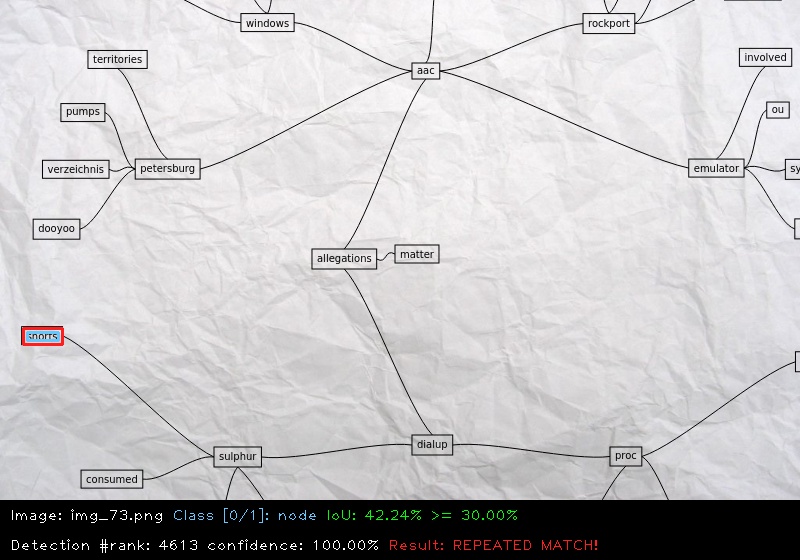 windows
rockport
territories
aac
involved
pumps
ou
verzeichnis
petersburg
emulator
sy
dooyoo
allegations
matter
sports
sulphur
dialup
proc
consumed
Image: img_73.png Class [0/1]: node IoU: 42.24% >= 30.00%
Detection #rank: 4613 confidence: 100.00% Result: REPEATED MATCH!